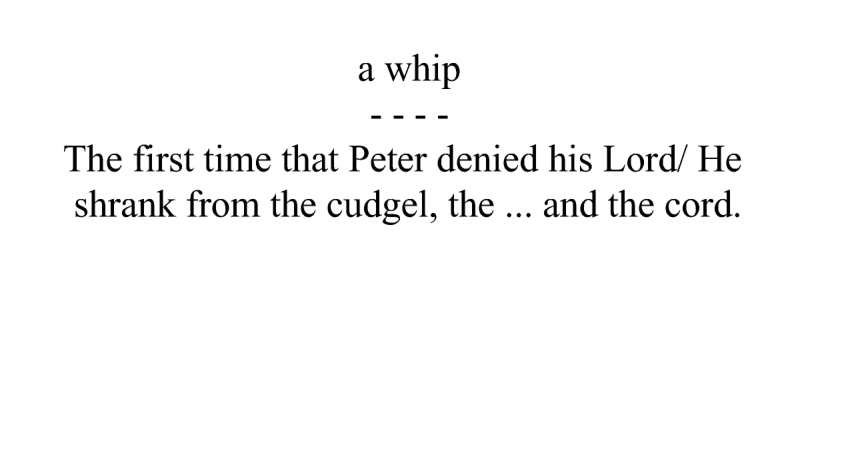 a whip
- - - -
The first time that Peter denied his Lord/ He
shrank from the cudgel, the ... and the cord.